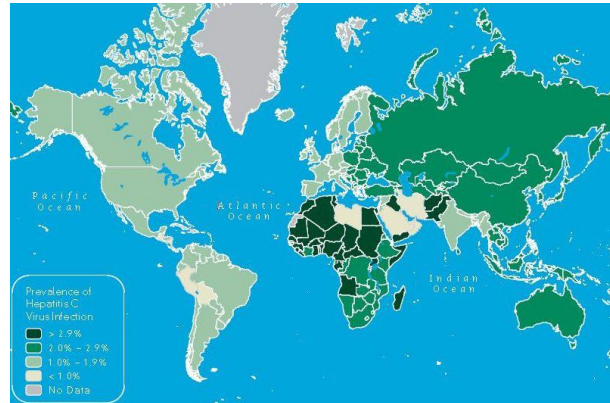 Pacific
Ocean
Atlantic
Ocean
Indian
Ocean
Prevalence of
Hepatitis C
Virus Infection
> 2.9%
2.0% – 2.9%
1.0% – 1.9%
< 1.0%
No Data